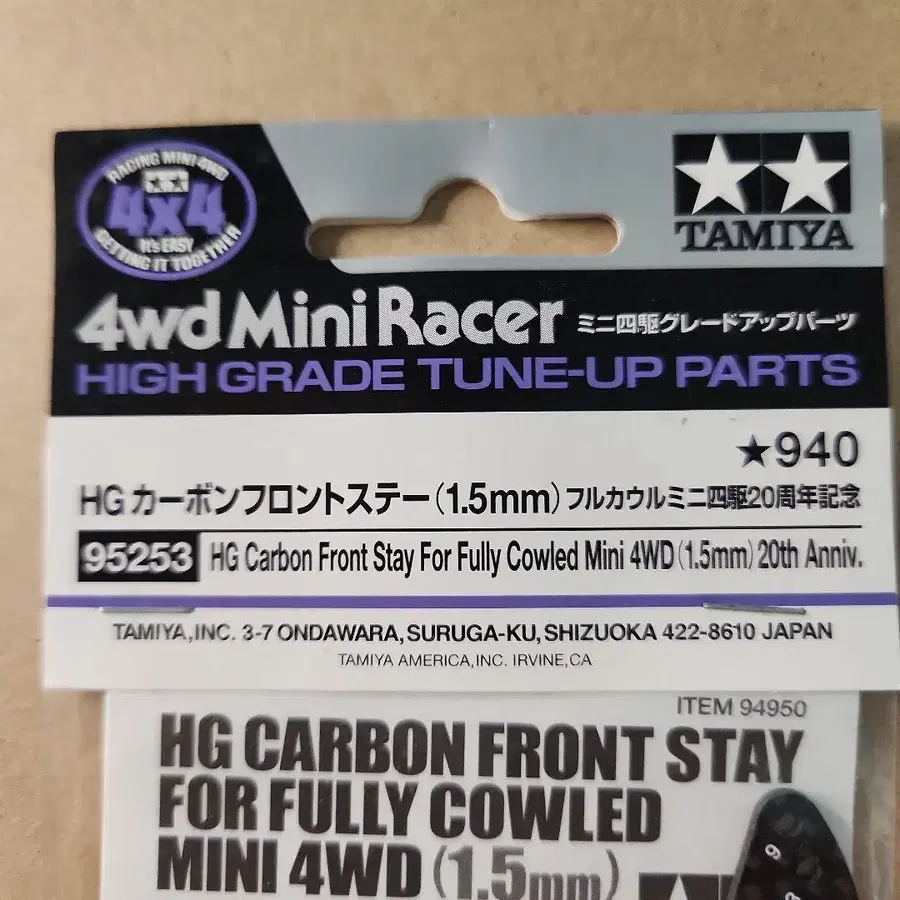 RACING MINI 4WD
4x4
It's EASY
GETTING IT TOGETHER
TAMIYA
4wd Mini Racer ミニ四駆グレードアップパーツ
HIGH GRADE TUNE-UP PARTS
★940
HG カーボンフロントステー(1.5mm)フルカウルミニ四駆20周年記念
95253 HG Carbon Front Stay For Fully Cowled Mini 4WD (1.5mm) 20th Anniv.
TAMIYA,INC. 3-7 ONDAWARA, SURUGA-KU, SHIZUOKA 422-8610 JAPAN
TAMIYA AMERICA,INC. IRVINE,CA
ITEM 94950
HG CARBON FRONT STAY
FOR FULLY COWLED
MINI 4WD (1.5mm)
9